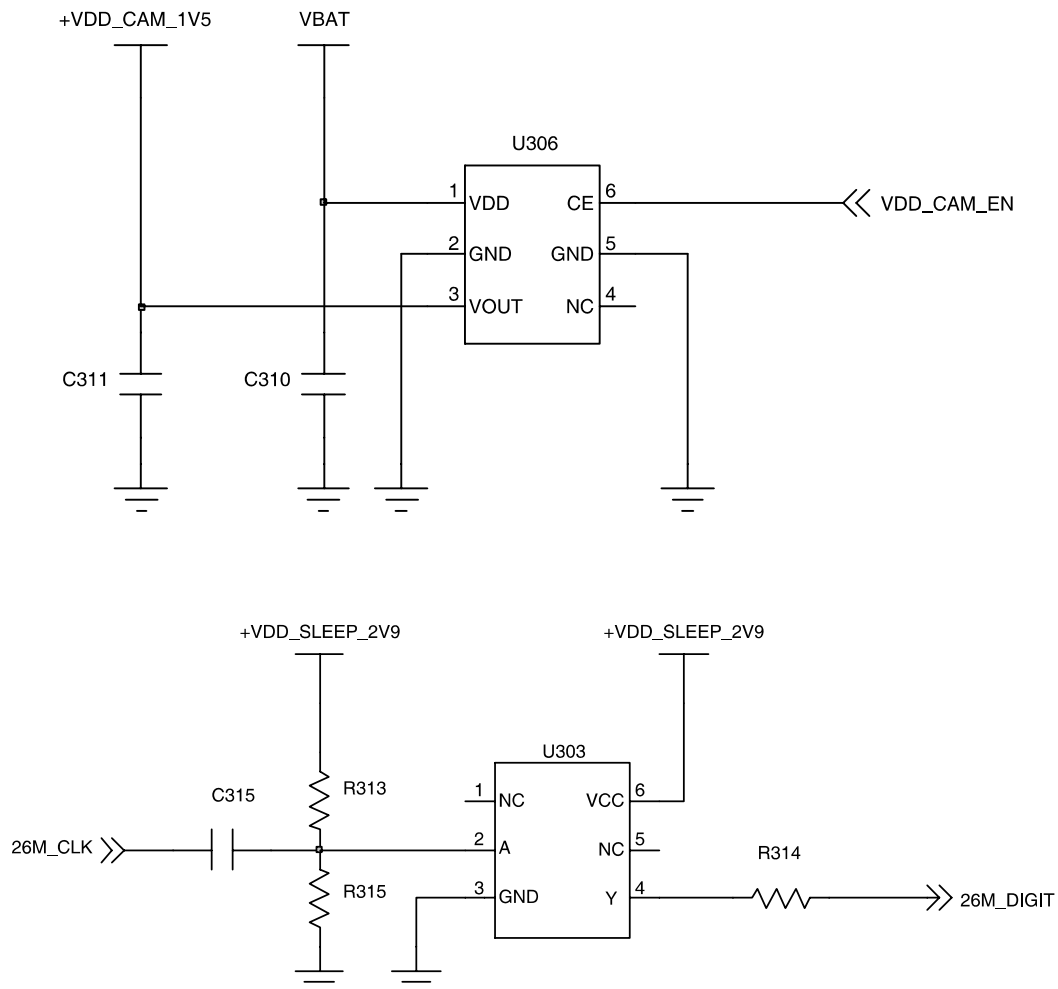 +VDD_CAM_1V5
VBAT
U306
1
VDD
CE
6
VDD_CAM_EN
2
GND
GND
5
3
VOUT
NC
4
C311
C310
+VDD_SLEEP_2V9
+VDD_SLEEP_2V9
U303
R313
C315
1
NC
VCC
6
26M_CLK
2
A
NC
5
R314
R315
3
GND
Y
4
26M_DIGIT